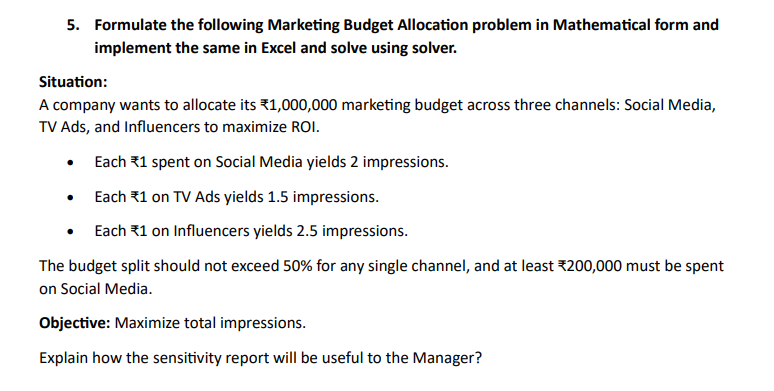 5. Formulate the following Marketing Budget Allocation problem in Mathematical form and
implement the same in Excel and solve using solver.
Situation:
A company wants to allocate its ₹1,000,000 marketing budget across three channels: Social Media,
TV Ads, and Influencers to maximize ROI.
• Each ₹1 spent on Social Media yields 2 impressions.
• Each ₹1 on TV Ads yields 1.5 impressions.
• Each ₹1 on Influencers yields 2.5 impressions.
The budget split should not exceed 50% for any single channel, and at least ₹200,000 must be spent
on Social Media.
Objective: Maximize total impressions.
Explain how the sensitivity report will be useful to the Manager?